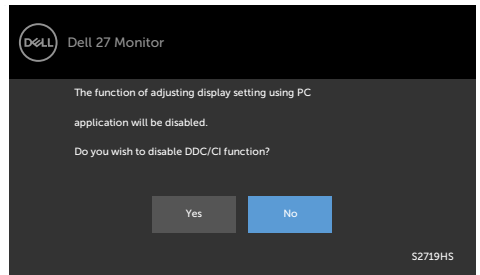 DELL
Dell 27 Monitor
The function of adjusting display setting using PC
application will be disabled.
Do you wish to disable DDC/CI function?
Yes
No
S2719HS